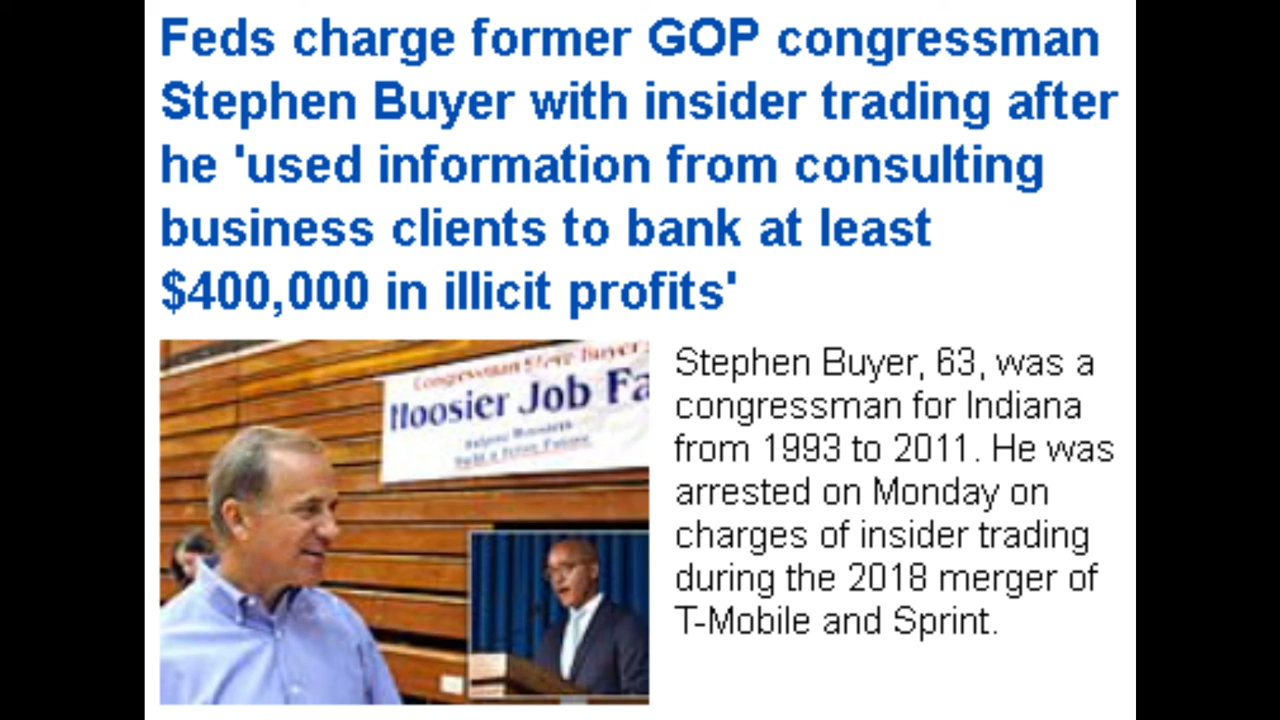 Feds charge former GOP congressman
Stephen Buyer with insider trading after
he 'used information from consulting
business clients to bank at least
$400,000 in illicit profits'
Congressman Steve Buyer
Hoosier Job Fa
Stephen Buyer, 63, was a
congressman for Indiana
from 1993 to 2011. He was
arrested on Monday on
charges of insider trading
during the 2018 merger of
T-Mobile and Sprint.